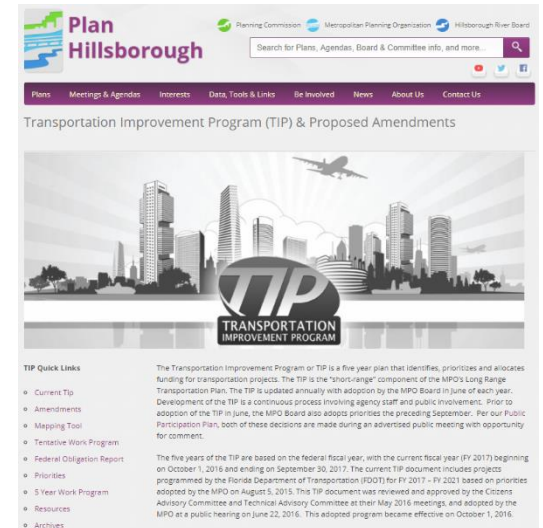 Plan
Hillsborough
Planning Commission
Metropolitan Planning Organization
Hillsborough River Board
Search for Plans, Agendas, Board & Committee info, and more...
Plans Meetings & Agendas Interests Data, Tools & Links Be Involved News About Us Contact Us
Transportation Improvement Program (TIP) & Proposed Amendments
TIP
TRANSPORTATION
IMPROVEMENT PROGRAM
TIP Quick Links
Current Tip
Amendments
Mapping Tool
Tentative Work Program
Federal Obligation Report
Priorities
5 Year Work Program
Resources
Archives
The Transportation Improvement Program or TIP is a five year plan that identifies, prioritizes and allocates
funding for transportation projects. The TIP is the "short-range" component of the MPO's Long Range
Transportation Plan. The TIP is updated annually with adoption by the MPO Board in June of each year.
Development of the TIP is a continuous process involving agency staff and public involvement. Prior to
adoption of the TIP in June, the MPO Board also adopts priorities the preceding September. Per our Public
Participation Plan, both of these decisions are made during an advertised public meeting with opportunity
for comment.
The five years of the TIP are based on the federal fiscal year, with the current fiscal year (FY 2017) beginning
on October 1, 2016 and ending on September 30, 2017. The current TIP document includes projects
programmed by the Florida Department of Transportation (FDOT) for FY 2017 - FY 2021 based on priorities
adopted by the MPO on August 5, 2015. This TIP document was reviewed and approved by the Citizens
Advisory Committee and Technical Advisory Committee at their May 2016 meetings, and adopted by the
MPO at a public hearing on June 22, 2016. This adopted program became effective on October 1, 2016.